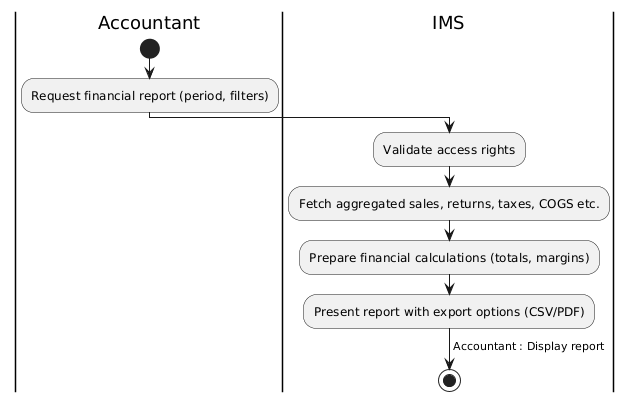 Accountant
IMS
Request financial report (period, filters)
Validate access rights
Fetch aggregated sales, returns, taxes, COGS etc.
Prepare financial calculations (totals, margins)
Present report with export options (CSV/PDF)
Accountant : Display report